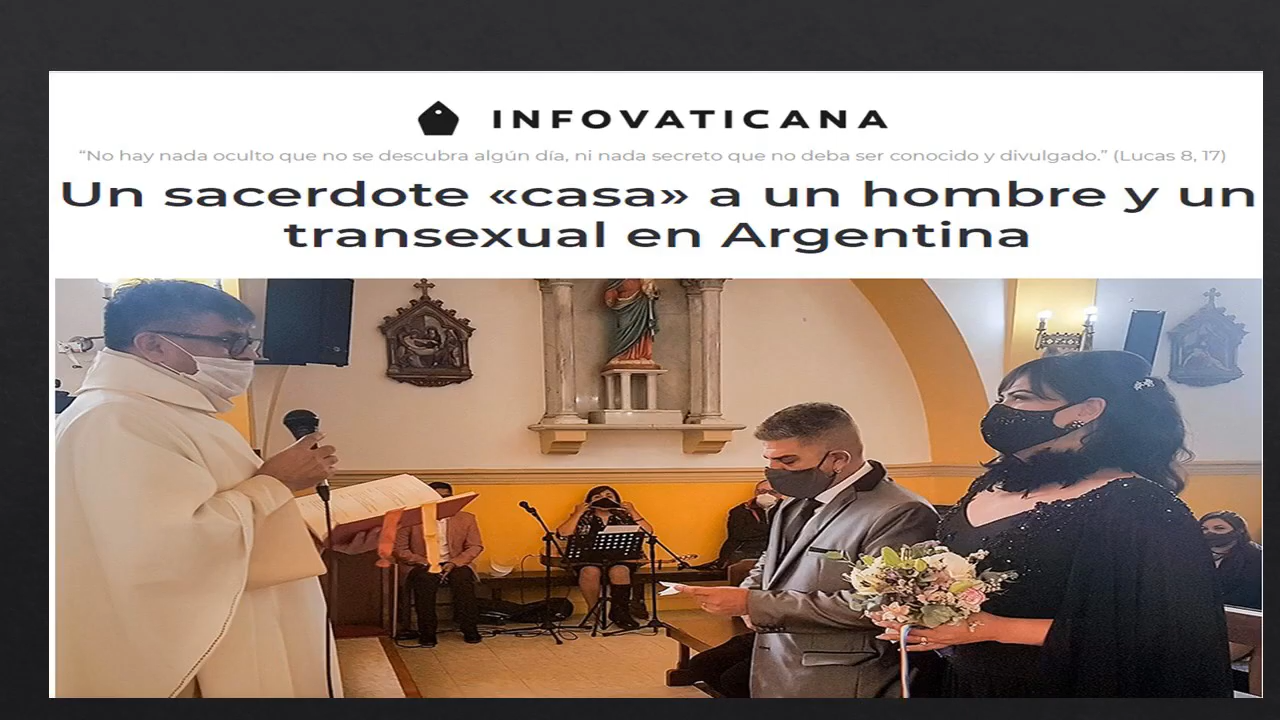 INFOVATICANA
“No hay nada oculto que no se descubra algún día, ni nada secreto que no deba ser conocido y divulgado.” (Lucas 8, 17)
Un sacerdote «casa» a un hombre y un
transexual en Argentina